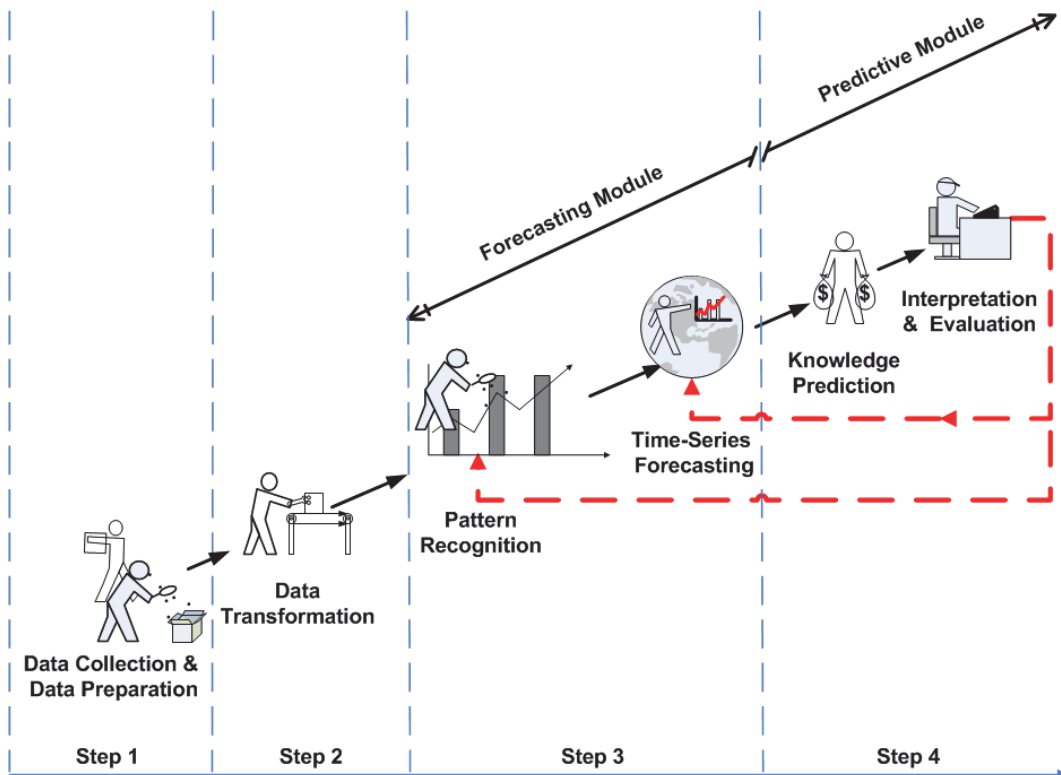 Predictive Module
Forecasting Module
$ $
Interpretation
& Evaluation
Knowledge
Prediction
Time-Series
Forecasting
Pattern
Recognition
Data
Transformation
Data Collection &
Data Preparation
Step 1
Step 2
Step 3
Step 4